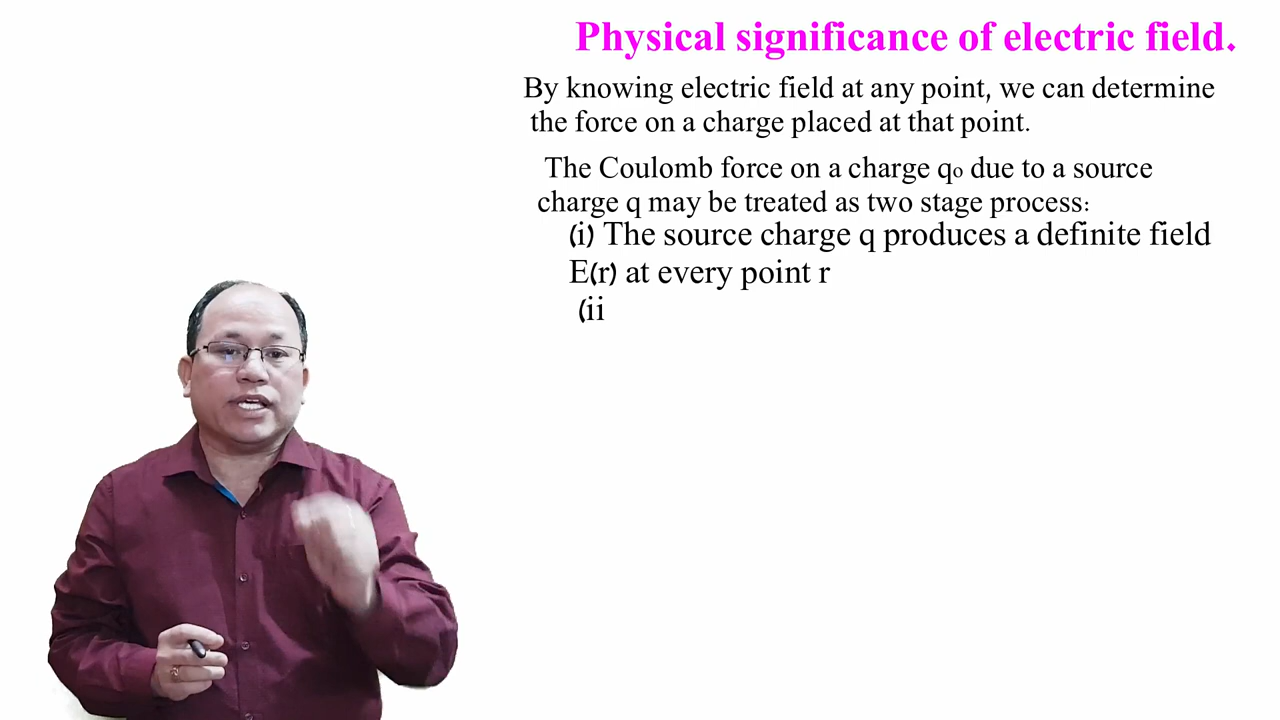 Physical significance of electric field.
By knowing electric field at any point, we can determine
the force on a charge placed at that point.
The Coulomb force on a charge qo due to a source
charge q may be treated as two stage process:
(i) The source charge q produces a definite field
E(r) at every point r
(ii